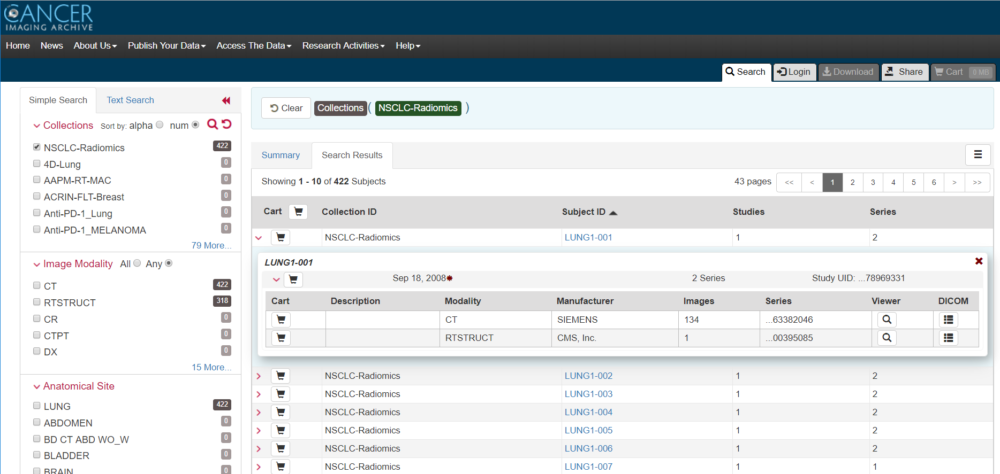 CANCER
IMAGING ARCHIVE
Home News About Us Publish Your Data Access The Data Research Activities Help
Search Login Download Share Cart 0 MB
Simple Search Text Search
Collections Sort by: alpha num
NSCLC-Radiomics 422
4D-Lung 0
AAPM-RT-MAC 0
ACRIN-FLT-Breast 0
Anti-PD-1_Lung 0
Anti-PD-1_MELANOMA 0
79 More...
Image Modality All Any
CT 422
RTSTRUCT 318
CR 0
CTPT 0
DX 0
15 More...
Anatomical Site
LUNG 422
ABDOMEN 0
BD CT ABD WO_W 0
BLADDER 0
BRAIN 0
Clear Collections ( NSCLC-Radiomics )
Summary Search Results
Showing 1 - 10 of 422 Subjects 43 pages << < 1 2 3 4 5 6 > >>
Cart Collection ID Subject ID Studies Series
NSCLC-Radiomics LUNG1-001 1 2
LUNG1-001
Sep 18, 2008 2 Series Study UID: ...78969331
Cart Description Modality Manufacturer Images Series Viewer DICOM
CT SIEMENS 134 ...63382046
RTSTRUCT CMS, Inc. 1 ...00395085
NSCLC-Radiomics LUNG1-002 1 2
NSCLC-Radiomics LUNG1-003 1 2
NSCLC-Radiomics LUNG1-004 1 2
NSCLC-Radiomics LUNG1-005 1 2
NSCLC-Radiomics LUNG1-006 1 2
NSCLC-Radiomics LUNG1-007 1 1